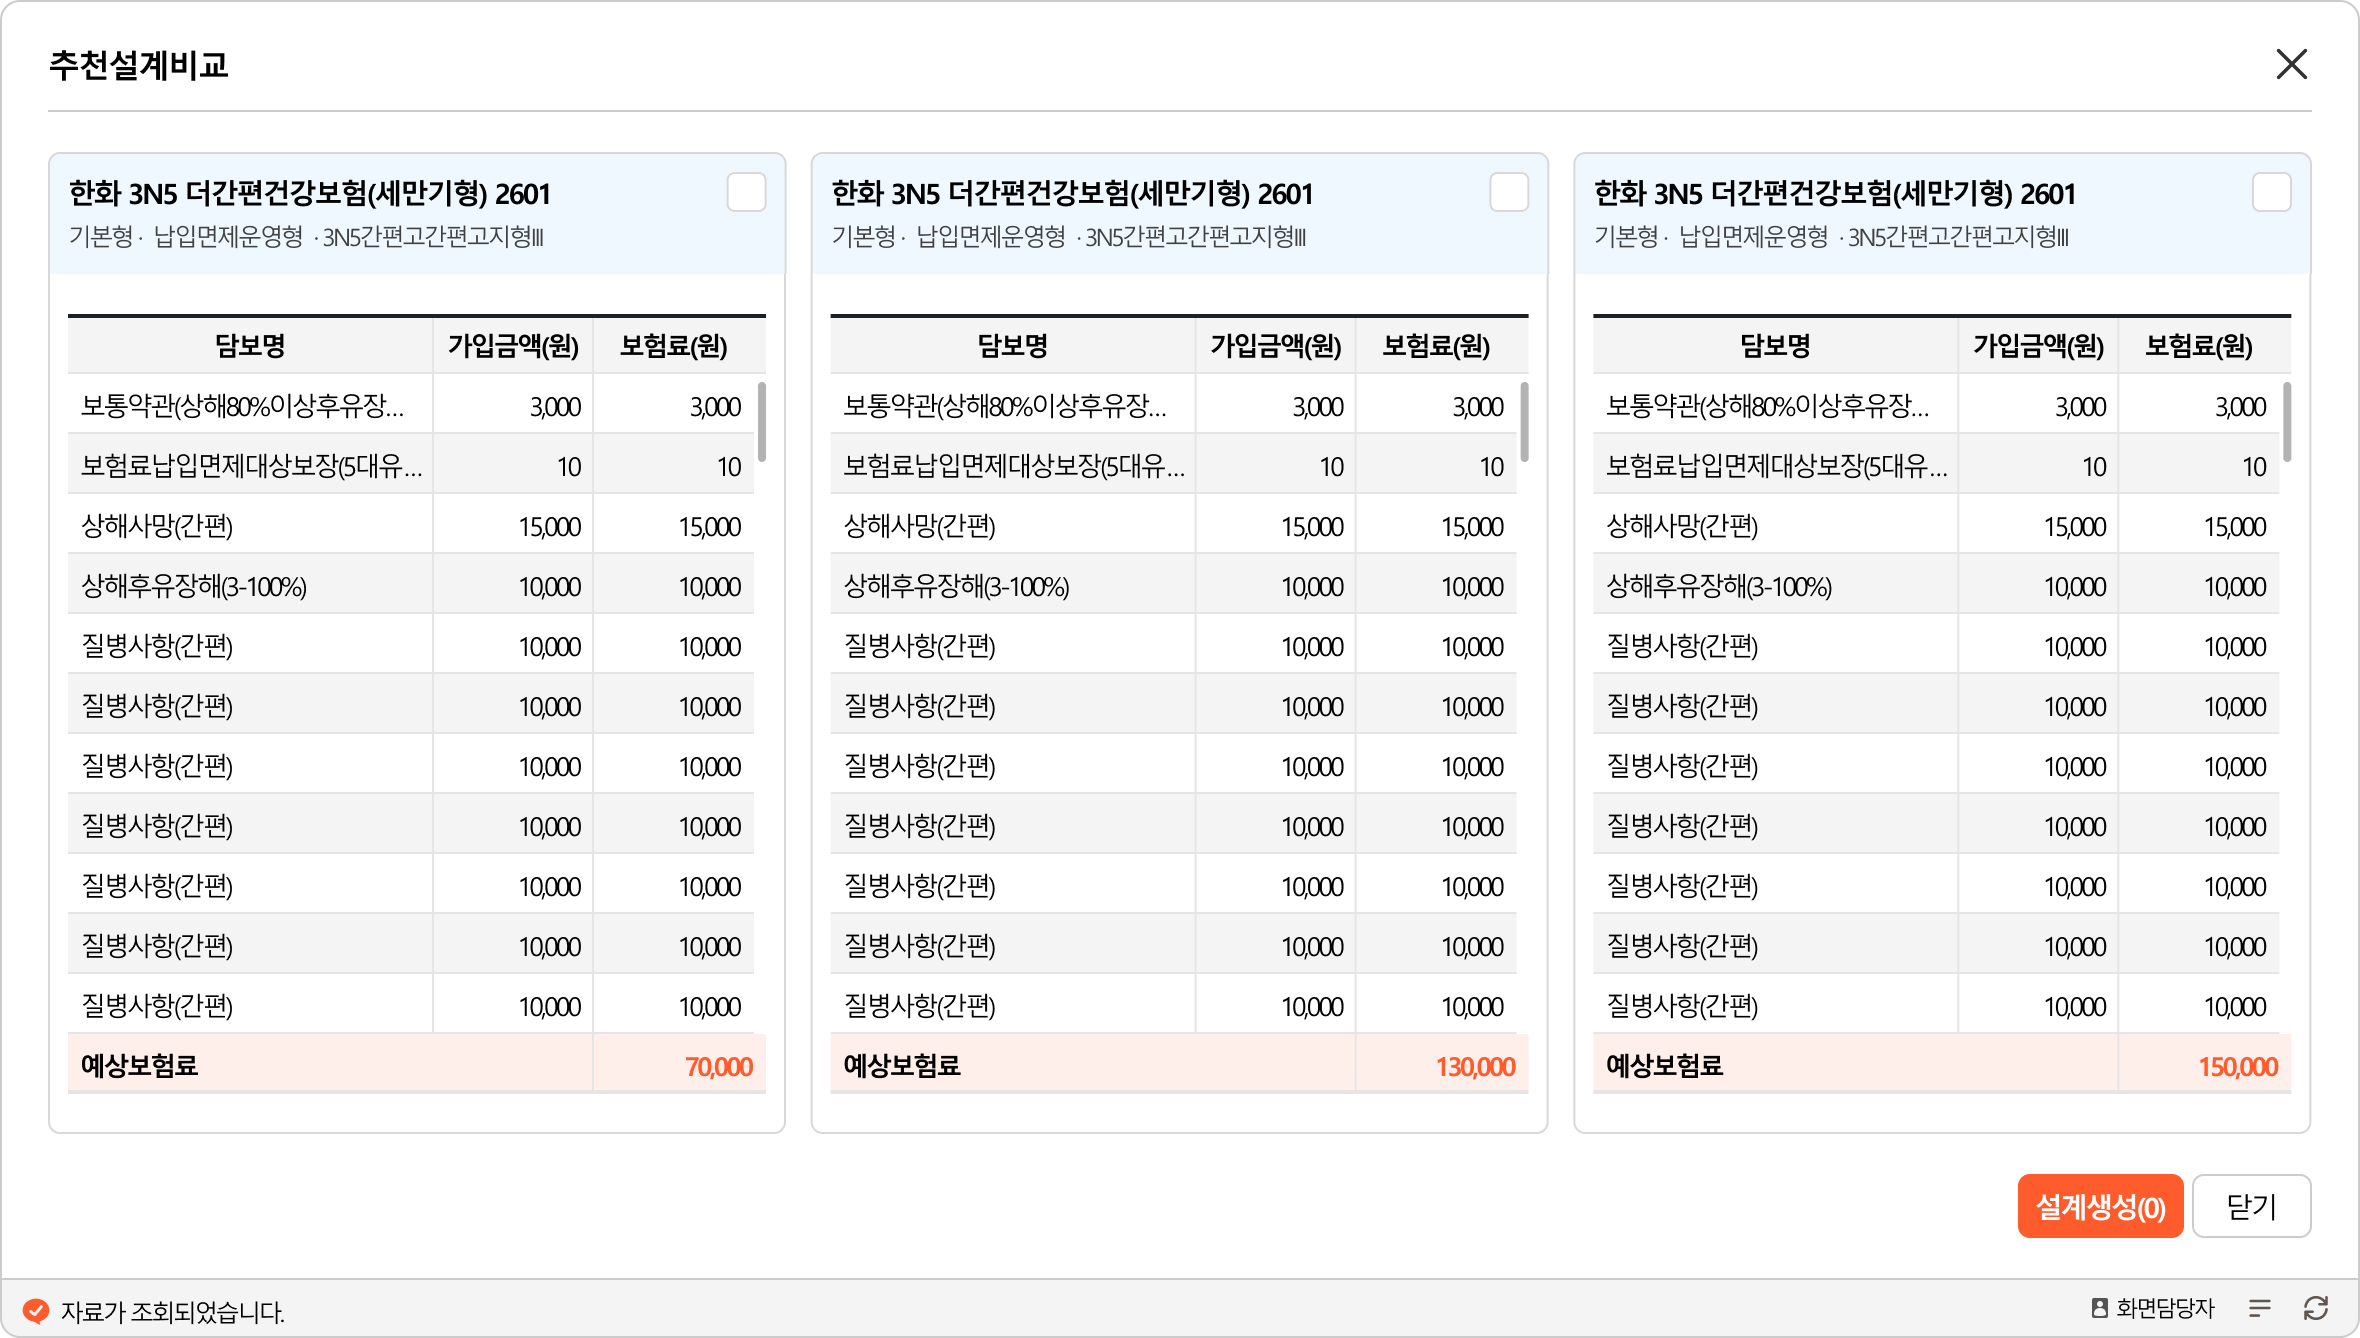 추천설계비교
한화 3N5 더간편건강보험(세만기형) 2601
기본형 · 납입면제운영형 · 3N5간편고간편고지형Ⅲ
담보명 가입금액(원) 보험료(원)
보통약관(상해80%이상후유장... 3,000 3,000
보험료납입면제대상보장(5대유... 10 10
상해사망(간편) 15,000 15,000
상해후유장해(3-100%) 10,000 10,000
질병사항(간편) 10,000 10,000
질병사항(간편) 10,000 10,000
질병사항(간편) 10,000 10,000
질병사항(간편) 10,000 10,000
질병사항(간편) 10,000 10,000
질병사항(간편) 10,000 10,000
질병사항(간편) 10,000 10,000
예상보험료 70,000
한화 3N5 더간편건강보험(세만기형) 2601
기본형 · 납입면제운영형 · 3N5간편고간편고지형Ⅲ
담보명 가입금액(원) 보험료(원)
보통약관(상해80%이상후유장... 3,000 3,000
보험료납입면제대상보장(5대유... 10 10
상해사망(간편) 15,000 15,000
상해후유장해(3-100%) 10,000 10,000
질병사항(간편) 10,000 10,000
질병사항(간편) 10,000 10,000
질병사항(간편) 10,000 10,000
질병사항(간편) 10,000 10,000
질병사항(간편) 10,000 10,000
질병사항(간편) 10,000 10,000
질병사항(간편) 10,000 10,000
예상보험료 130,000
한화 3N5 더간편건강보험(세만기형) 2601
기본형 · 납입면제운영형 · 3N5간편고간편고지형Ⅲ
담보명 가입금액(원) 보험료(원)
보통약관(상해80%이상후유장... 3,000 3,000
보험료납입면제대상보장(5대유... 10 10
상해사망(간편) 15,000 15,000
상해후유장해(3-100%) 10,000 10,000
질병사항(간편) 10,000 10,000
질병사항(간편) 10,000 10,000
질병사항(간편) 10,000 10,000
질병사항(간편) 10,000 10,000
질병사항(간편) 10,000 10,000
질병사항(간편) 10,000 10,000
질병사항(간편) 10,000 10,000
예상보험료 150,000
설계생성(0) 닫기
자료가 조회되었습니다. 화면담당자